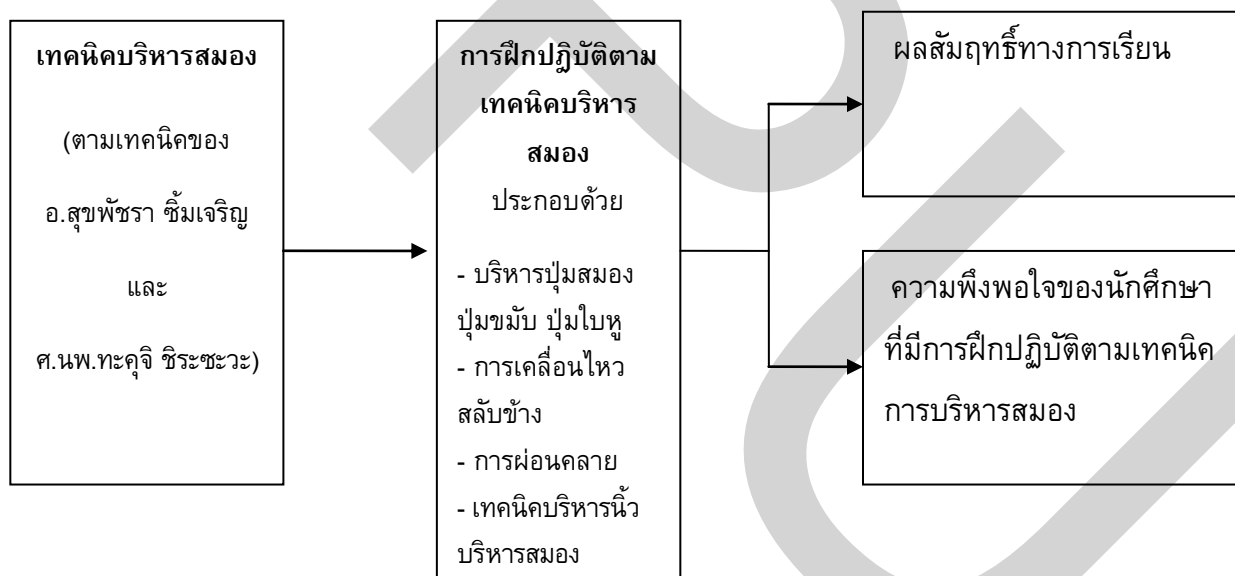 เทคนิคบริหารสมอง
(ตามเทคนิคของ
อ.สุขพัชรา ซิ้มเจริญ
และ
ศ.นพ.ทะคุจิ ชิระซะวะ)
การฝึกปฎิบัติตาม
เทคนิคบริหาร
สมอง
ประกอบด้วย
- บริหารปุ่มสมอง
ปุ่มขมับ ปุ่มใบหู
- การเคลื่อนไหว
สลับข้าง
- การผ่อนคลาย
- เทคนิคบริหารนิ้ว
บริหารสมอง
ผลสัมฤทธิ์ทางการเรียน
ความพึงพอใจของนักศึกษา
ที่มีการฝึกปฏิบัติตามเทคนิค
การบริหารสมอง